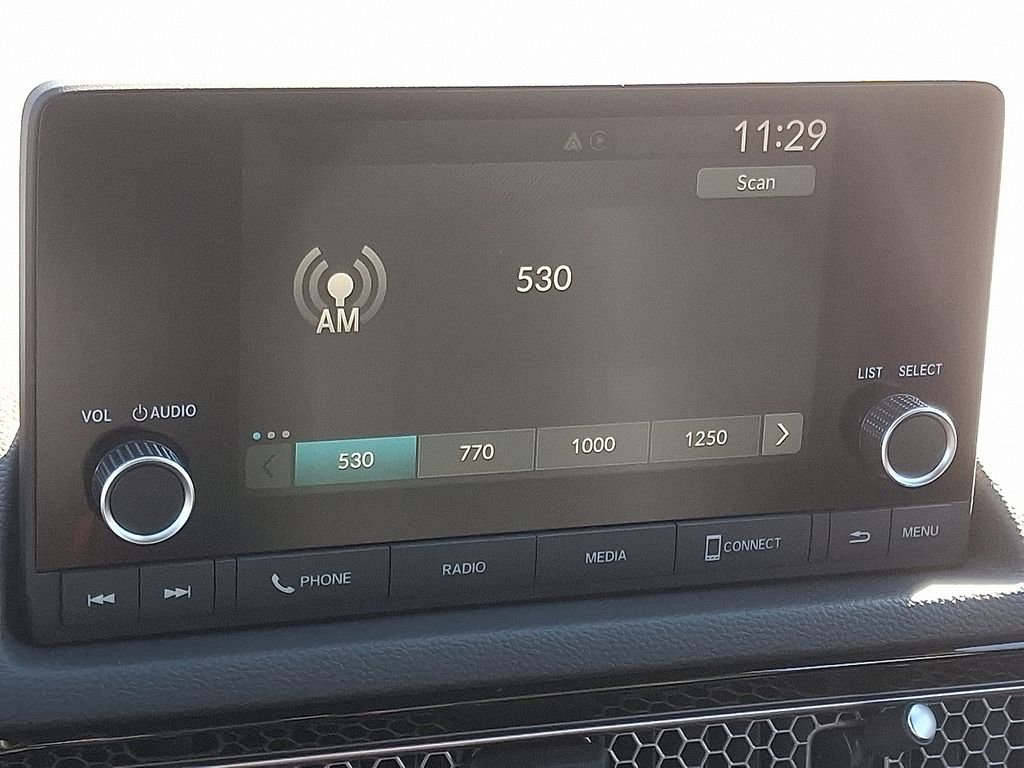 11:29
Scan
530
AM
LIST SELECT
VOL AUDIO
530 770 1000 1250
PHONE RADIO MEDIA CONNECT MENU